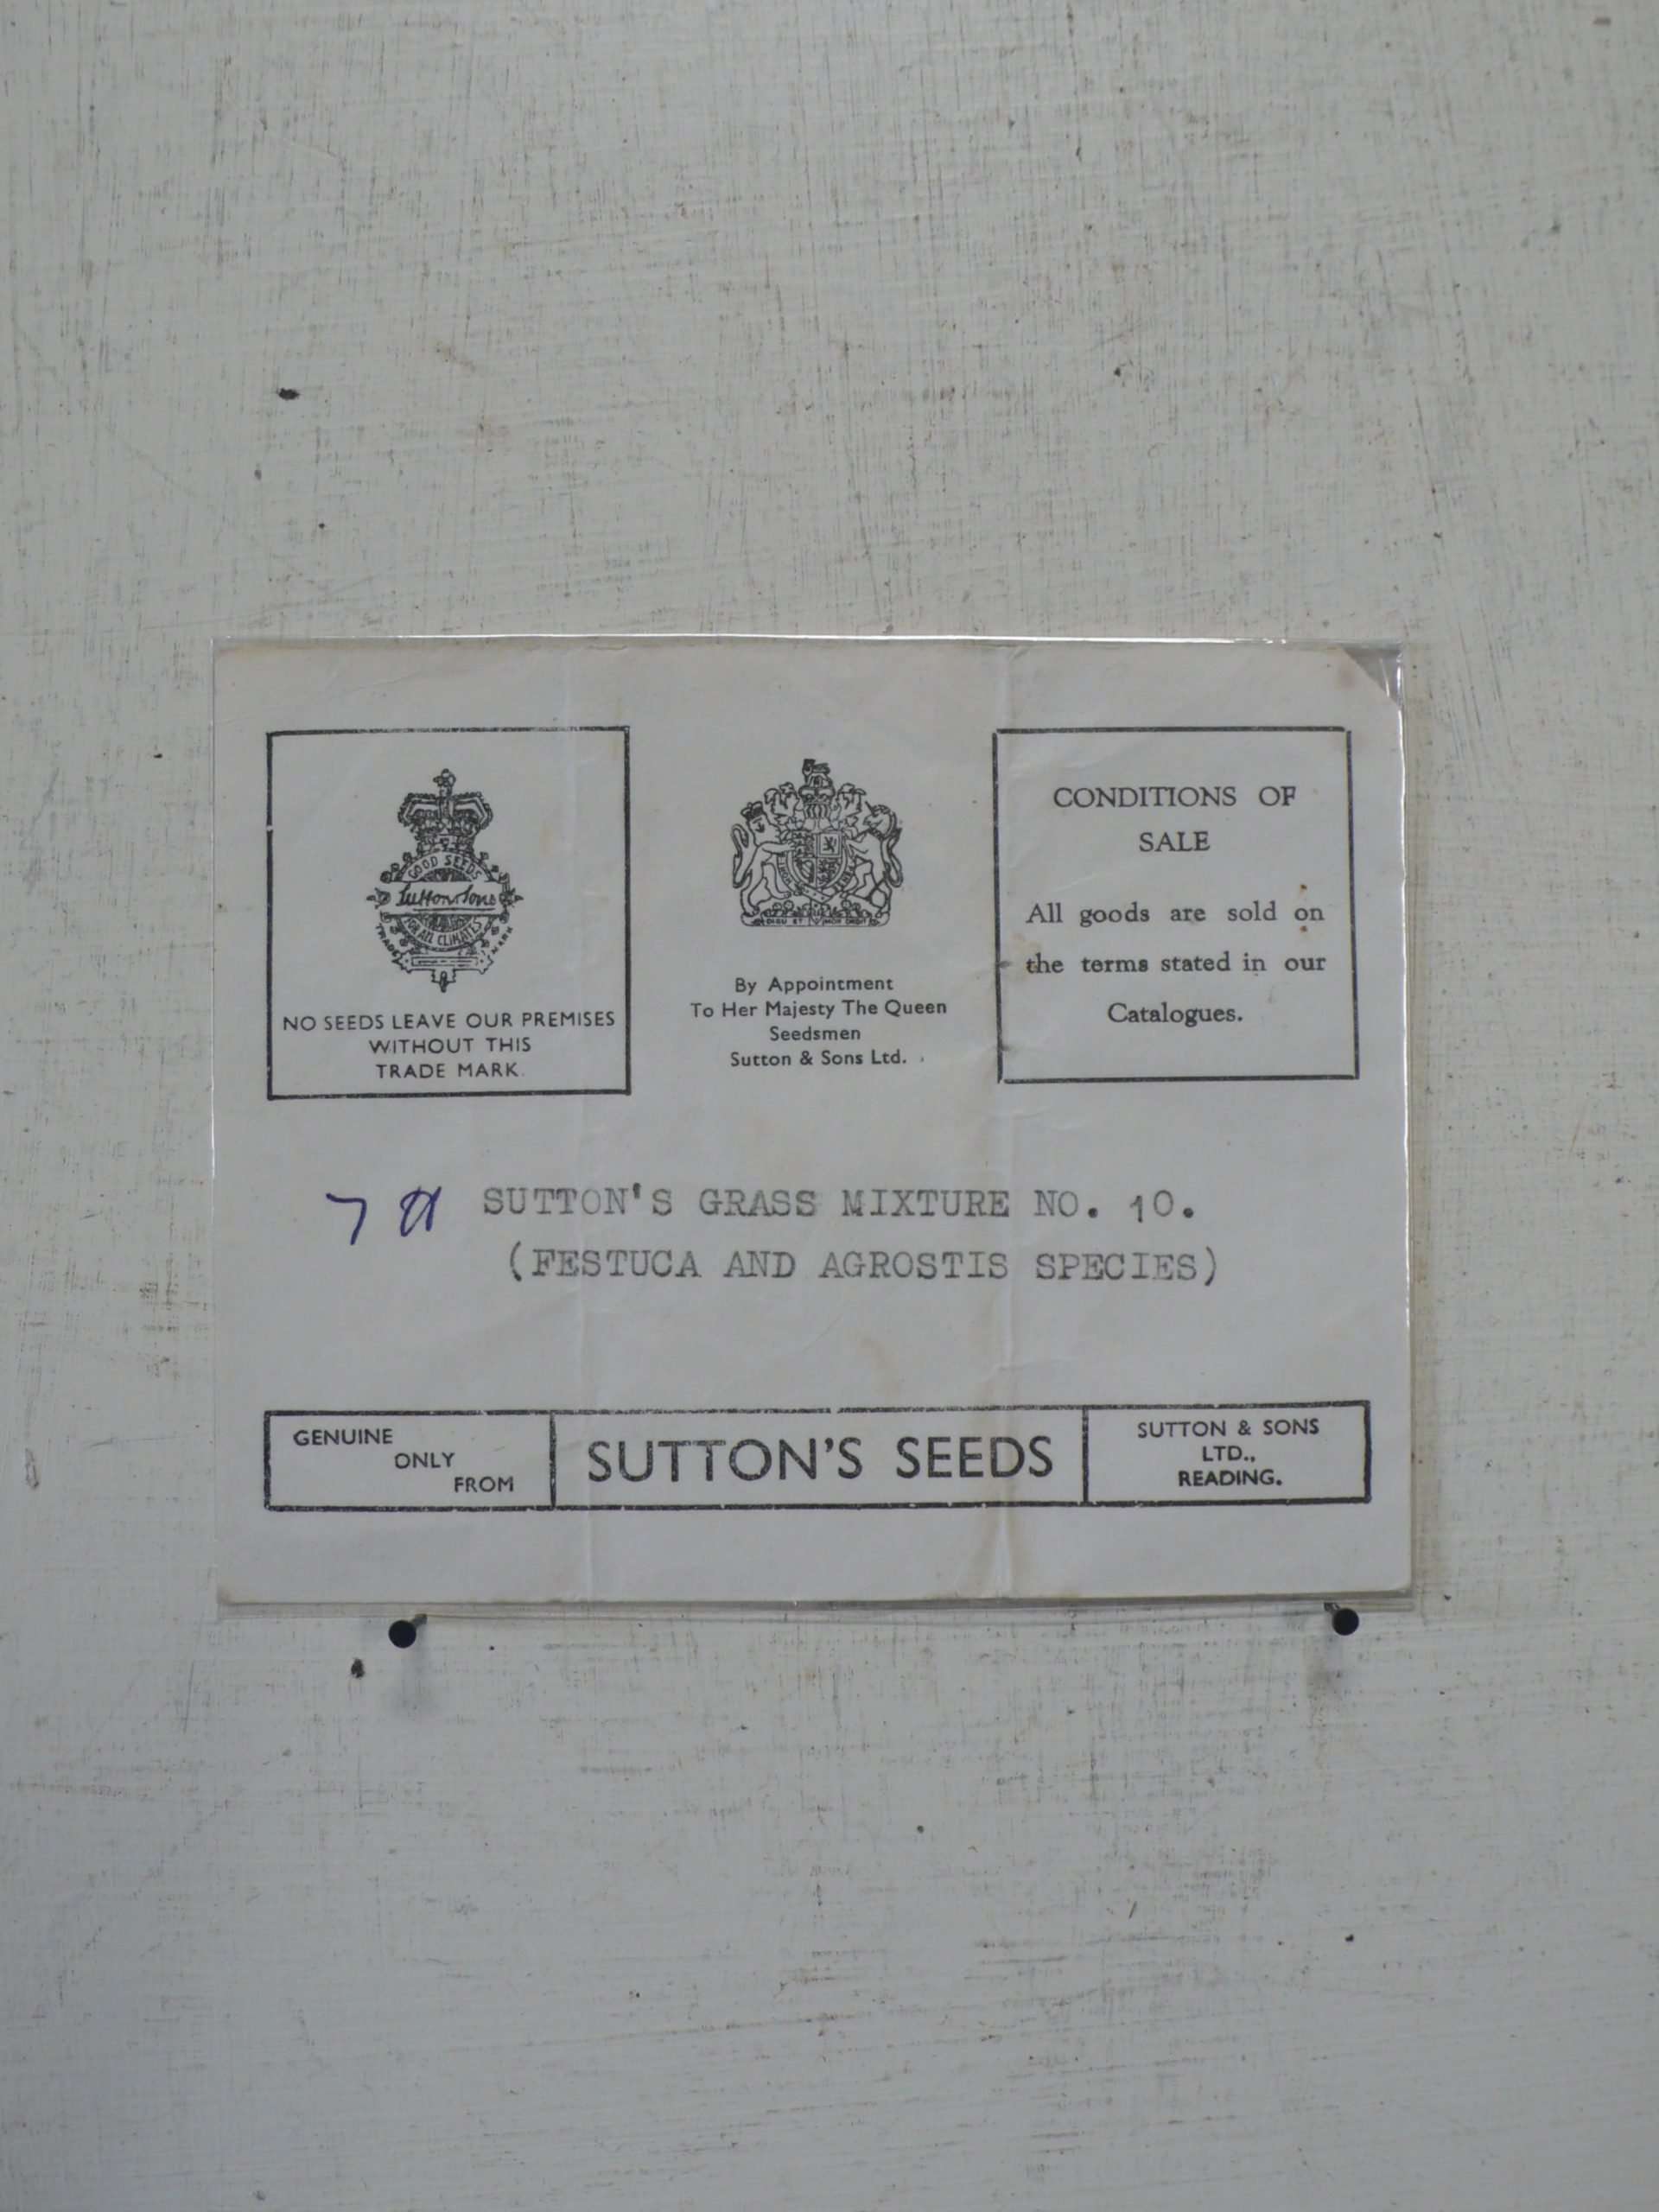 GOOD SEEDS
Sutton & Sons
FOR ALL CLIMATES
TRADE MARK
NO SEEDS LEAVE OUR PREMISES
WITHOUT THIS
TRADE MARK.
By Appointment
To Her Majesty The Queen
Seedsmen
Sutton & Sons Ltd.
CONDITIONS OF
SALE
All goods are sold on
the terms stated in our
Catalogues.
SUTTON'S GRASS MIXTURE NO. 10.
(FESTUCA AND AGROSTIS SPECIES)
GENUINE
ONLY
FROM
SUTTON'S SEEDS
SUTTON & SONS
LTD.,
READING.